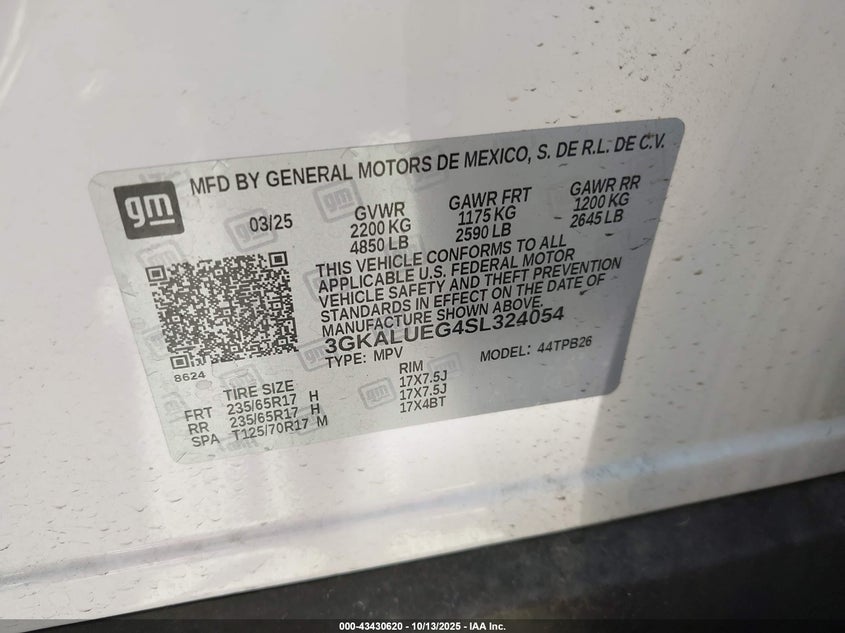 gm
MFD BY GENERAL MOTORS DE MEXICO, S. DE R.L. DE C.V.
03/25
GVWR GAWR FRT GAWR RR
2200 KG 1175 KG 1200 KG
4850 LB 2590 LB 2645 LB
THIS VEHICLE CONFORMS TO ALL
APPLICABLE U.S. FEDERAL MOTOR
VEHICLE SAFETY AND THEFT PREVENTION
STANDARDS IN EFFECT ON THE DATE OF
MANUFACTURE SHOWN ABOVE.
3GKALUEG4SL324054
TYPE: MPV MODEL: 44TPB26
8624
TIRE SIZE RIM
FRT 235/65R17 H 17X7.5J
RR 235/65R17 H 17X7.5J
SPA T125/70R17 M 17X4BT
000-43430620 - 10/13/2025 - IAA Inc.